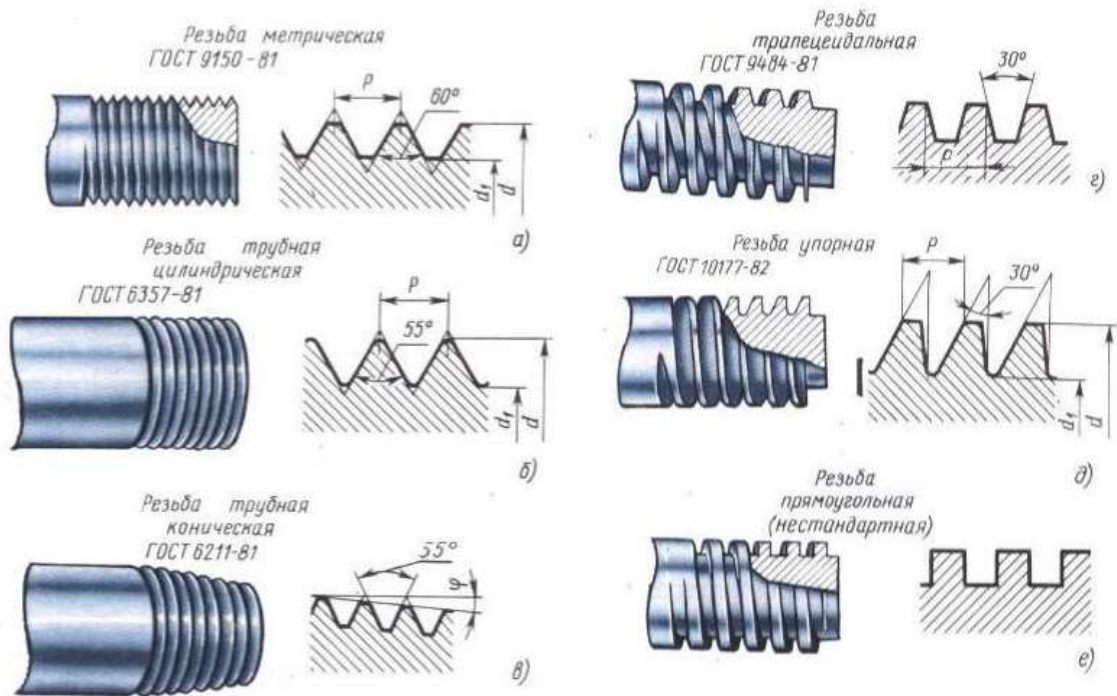 Резьба метрическая
ГОСТ 9150-81
P
60°
d₁
d
а)
Резьба трубная
цилиндрическая
ГОСТ 6357-81
P
55°
d₁
d
б)
Резьба трубная
коническая
ГОСТ 6211-81
55°
φ
в)
Резьба
трапецеидальная
ГОСТ 9484-81
30°
P
г)
Резьба упорная
ГОСТ 10177-82
P
30°
d₁
d
д)
Резьба
прямоугольная
(нестандартная)
е)